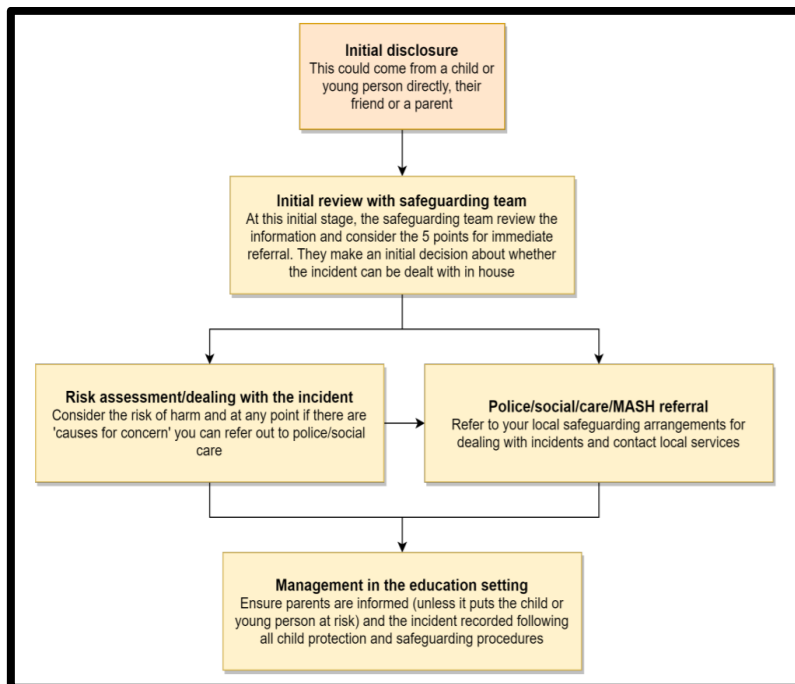 Initial disclosure
This could come from a child or
young person directly, their
friend or a parent
Initial review with safeguarding team
At this initial stage, the safeguarding team review the
information and consider the 5 points for immediate
referral. They make an initial decision about whether
the incident can be dealt with in house
Risk assessment/dealing with the incident
Consider the risk of harm and at any point if there are
'causes for concern' you can refer out to police/social
care
Police/social/care/MASH referral
Refer to your local safeguarding arrangements for
dealing with incidents and contact local services
Management in the education setting
Ensure parents are informed (unless it puts the child or
young person at risk) and the incident recorded following
all child protection and safeguarding procedures